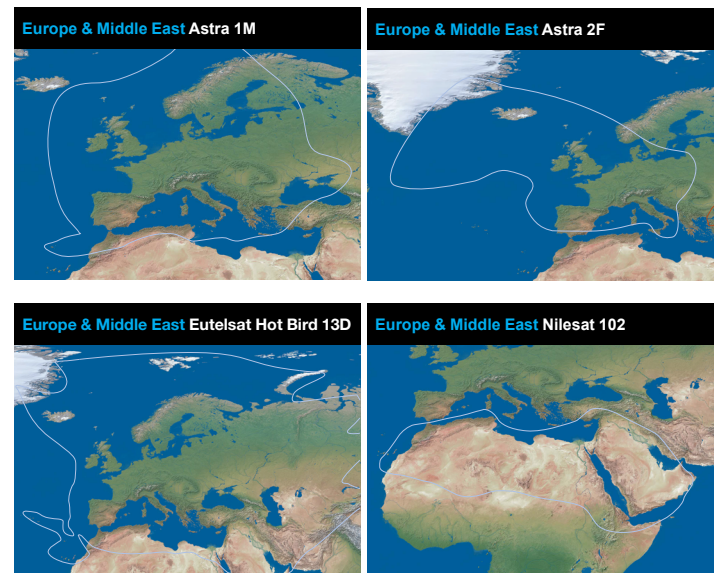 Europe & Middle East Astra 1M
Europe & Middle East Astra 2F
Europe & Middle East Eutelsat Hot Bird 13D
Europe & Middle East Nilesat 102